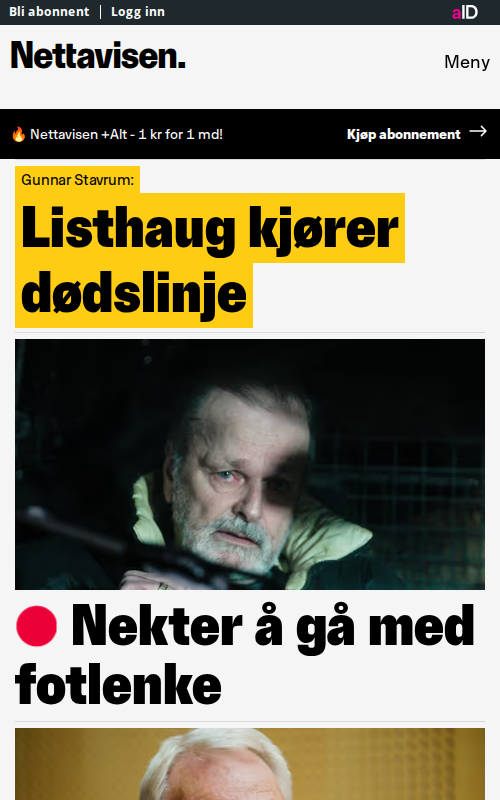 Bli abonnent | Logg inn
aID
Nettavisen.
Meny
🔥 Nettavisen +Alt - 1 kr for 1 md!
Kjøp abonnement →
Gunnar Stavrum:
Listhaug kjører
dødslinje
Nekter å gå med
fotlenke